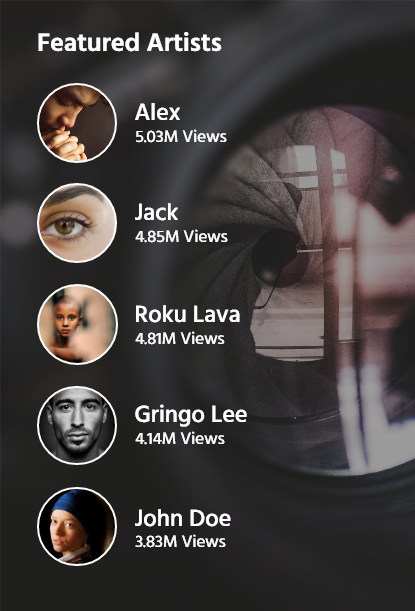 Featured Artists
Alex
5.03M Views
Jack
4.85M Views
Roku Lava
4.81M Views
Gringo Lee
4.14M Views
John Doe
3.83M Views